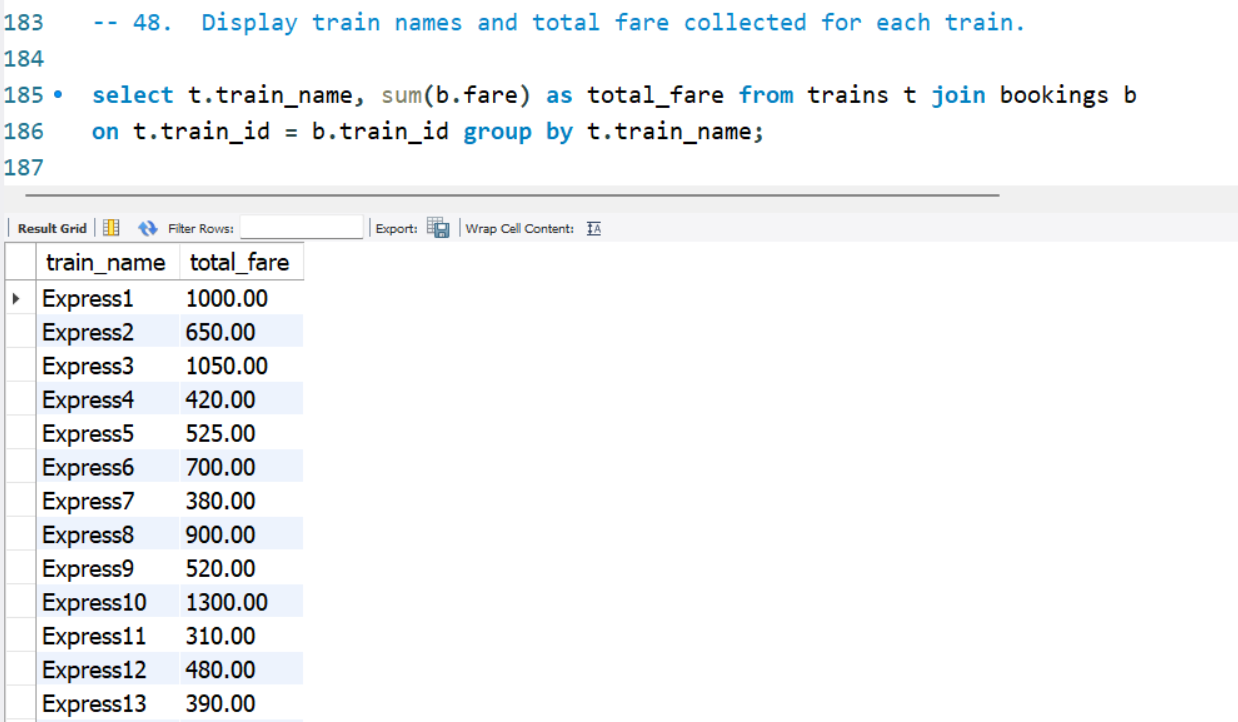 183 -- 48.  Display train names and total fare collected for each train.
184
185 select t.train_name, sum(b.fare) as total_fare from trains t join bookings b
186 on t.train_id = b.train_id group by t.train_name;
187
Result Grid Filter Rows: Export: Wrap Cell Content: IA
train_name total_fare
Express1 1000.00
Express2 650.00
Express3 1050.00
Express4 420.00
Express5 525.00
Express6 700.00
Express7 380.00
Express8 900.00
Express9 520.00
Express10 1300.00
Express11 310.00
Express12 480.00
Express13 390.00